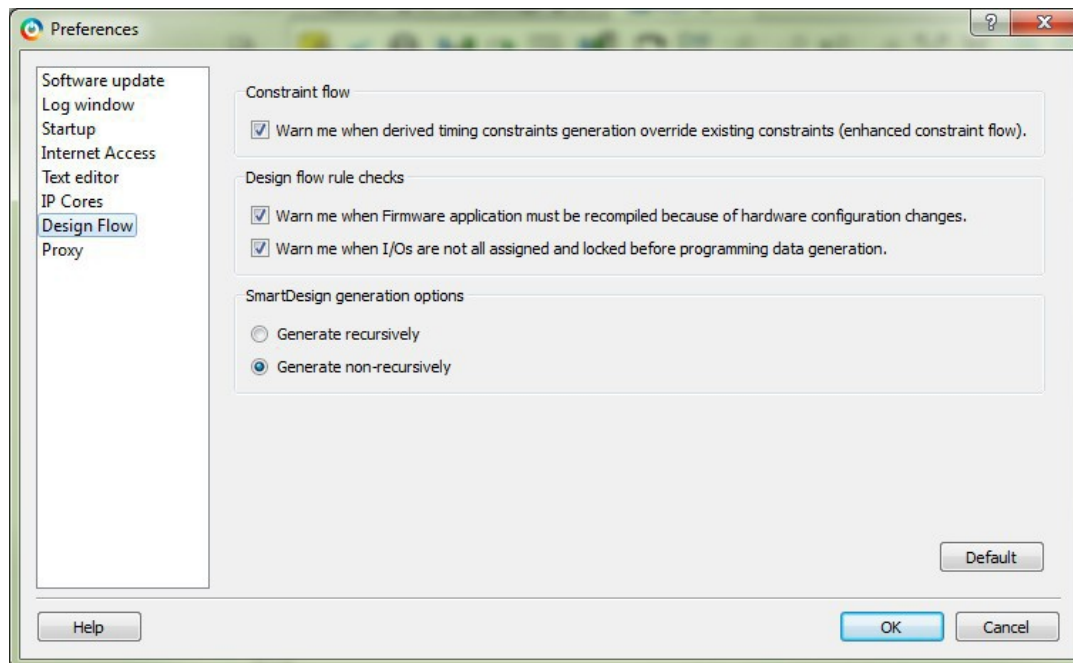 Preferences
?
X
Software update
Log window
Startup
Internet Access
Text editor
IP Cores
Design Flow
Proxy
Constraint flow
Warn me when derived timing constraints generation override existing constraints (enhanced constraint flow).
Design flow rule checks
Warn me when Firmware application must be recompiled because of hardware configuration changes.
Warn me when I/Os are not all assigned and locked before programming data generation.
SmartDesign generation options
Generate recursively
Generate non-recursively
Default
Help
OK
Cancel